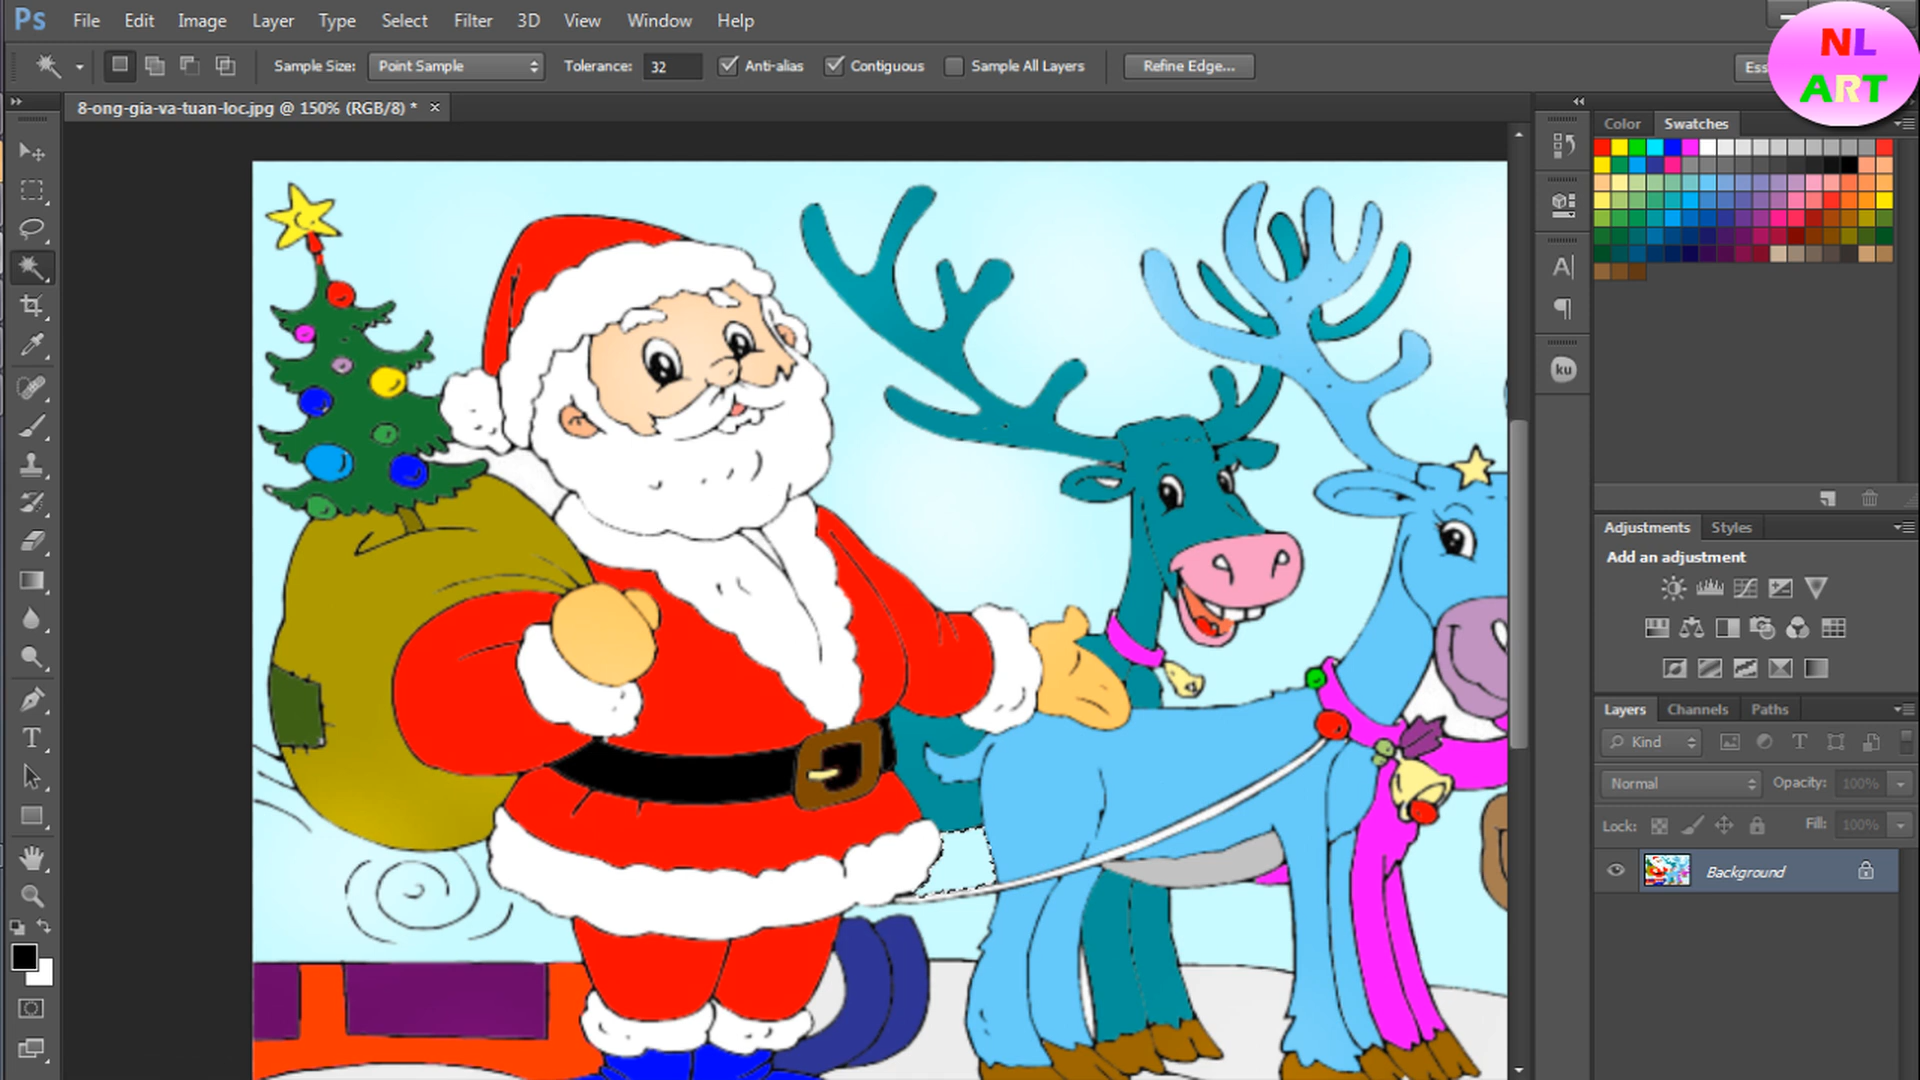 Ps File Edit Image Layer Type Select Filter 3D View Window Help
Sample Size: Point Sample Tolerance: 32 Anti-alias Contiguous Sample All Layers Refine Edge... Ess
NL
ART
8-ong-gia-va-tuan-loc.jpg @ 150% (RGB/8) * ×
Color Swatches
A|
¶
ku
Adjustments Styles
Add an adjustment
Layers Channels Paths
Kind
T
Normal Opacity: 100%
Lock: Fill: 100%
Background
T